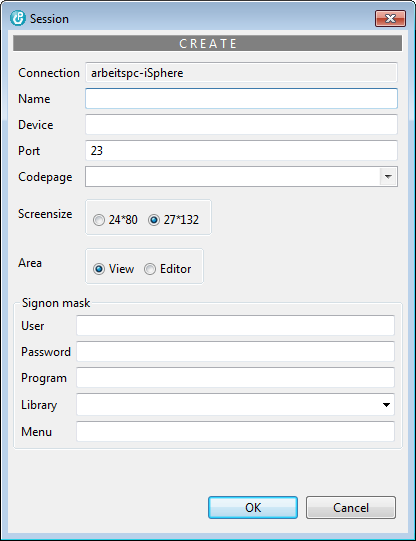 Session
CREATE
Connection arbeitspc-iSphere
Name
Device
Port 23
Codepage
Screensize 24*80 27*132
Area View Editor
Signon mask
User
Password
Program
Library
Menu
OK Cancel